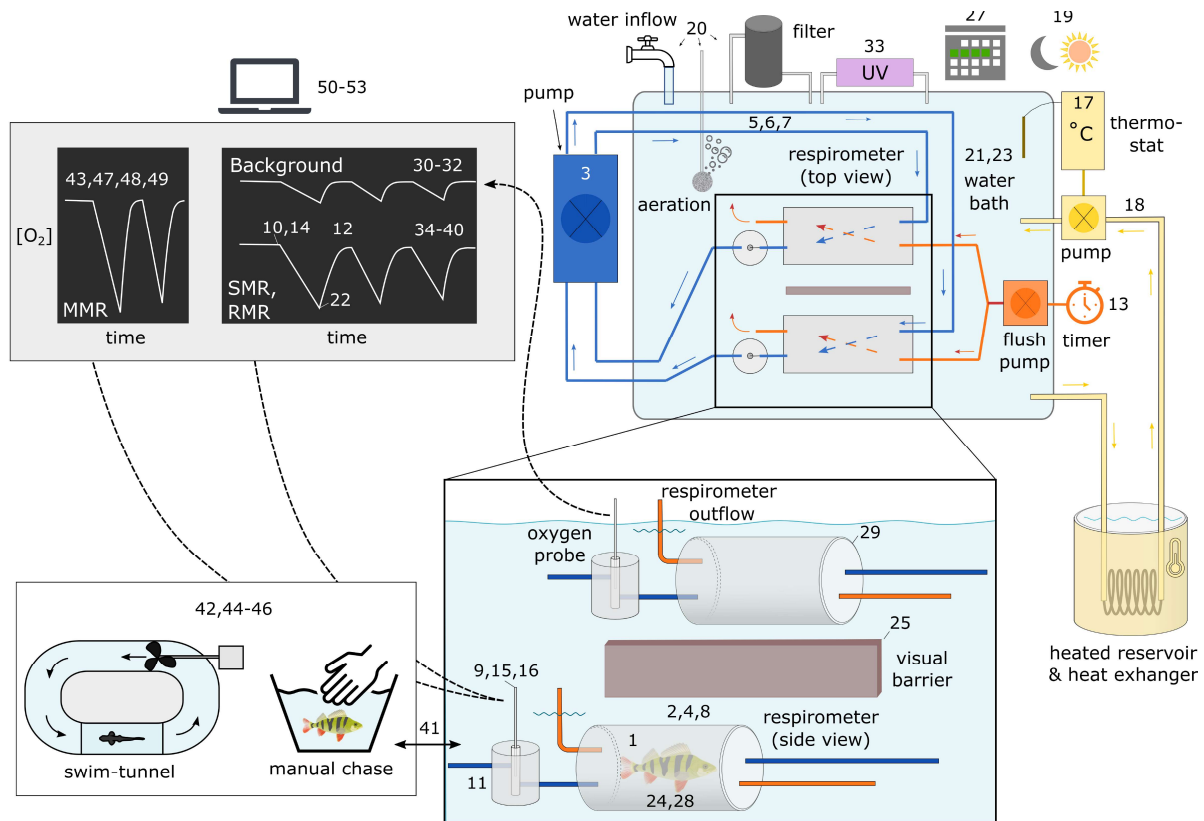 water inflow
20
filter
27
19
33
UV
50-53
pump
5,6,7
17
°C
thermo-
stat
Background
30-32
43,47,48,49
3
respirometer
(top view)
21,23
water
bath
aeration
18
[O₂]
10,14
12
34-40
pump
SMR,
RMR
22
MMR
time
time
13
flush
pump
timer
respirometer
outflow
oxygen
probe
29
42,44-46
25
visual
barrier
9,15,16
heated reservoir
& heat exhanger
2,4,8
respirometer
(side view)
41
1
swim-tunnel
manual chase
11
24,28